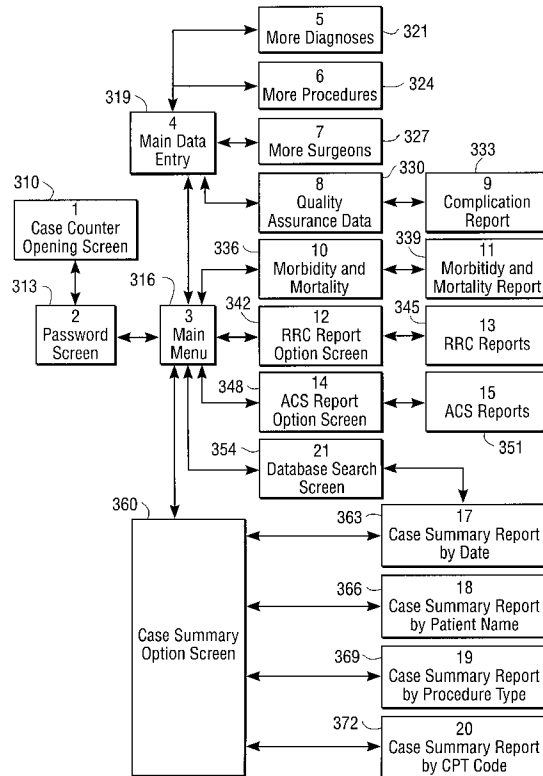 5
More Diagnoses
321
6
More Procedures
324
319
4
Main Data
Entry
7
More Surgeons
327
330
333
8
Quality
Assurance Data
9
Complication
Report
310
1
Case Counter
Opening Screen
336
10
Morbidity and
Mortality
339
11
Morbitidy and
Mortality Report
313
2
Password
Screen
316
3
Main
Menu
342
12
RRC Report
Option Screen
345
13
RRC Reports
348
14
ACS Report
Option Screen
15
ACS Reports
351
354
21
Database Search
Screen
360
Case Summary
Option Screen
363
17
Case Summary Report
by Date
366
18
Case Summary Report
by Patient Name
369
19
Case Summary Report
by Procedure Type
372
20
Case Summary Report
by CPT Code